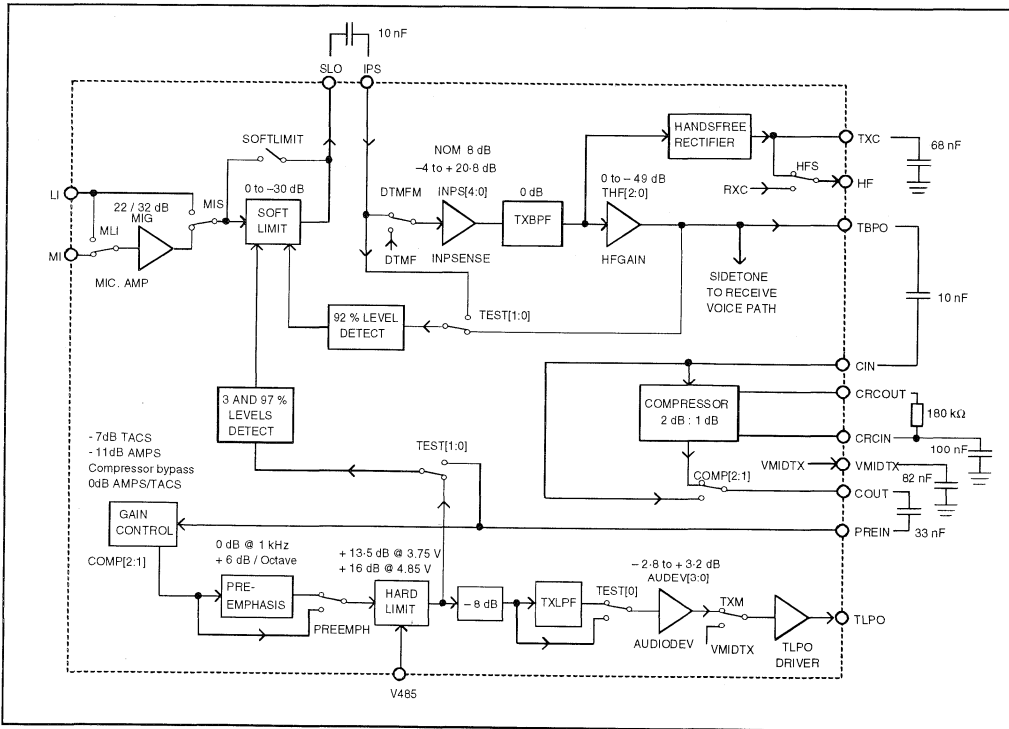 10 nF
SLO
IPS
SOFTLIMIT
0 to –30 dB
SOFT
LIMIT
LI
22 / 32 dB
MIG
MIS
MLI
MI
MIC. AMP
NOM 8 dB
–4 to + 20·8 dB
DTMFM
INPS[4:0]
DTMF
INPSENSE
0 dB
TXBPF
0 to – 49 dB
THF[2:0]
HFGAIN
HANDSFREE
RECTIFIER
TXC
68 nF
HFS
RXC
HF
TBPO
SIDETONE
TO RECEIVE
VOICE PATH
10 nF
92 % LEVEL
DETECT
TEST[1:0]
CIN
3 AND 97 %
LEVELS
DETECT
COMPRESSOR
2 dB : 1 dB
CRCOUT
180 kΩ
CRCIN
100 nF
VMIDTX
VMIDTX
82 nF
COMP[2:1]
COUT
33 nF
PREIN
TEST[1:0]
- 7dB TACS
- 11dB AMPS
Compressor bypass
0dB AMPS/TACS
GAIN
CONTROL
COMP[2:1]
0 dB @ 1 kHz
+ 6 dB / Octave
PRE-
EMPHASIS
PREEMPH
+ 13·5 dB @ 3.75 V
+ 16 dB @ 4.85 V
HARD
LIMIT
V485
– 8 dB
TXLPF
TEST[0]
– 2·8 to + 3·2 dB
AUDEV[3:0]
AUDIODEV
TXM
VMIDTX
TLPO
DRIVER
TLPO